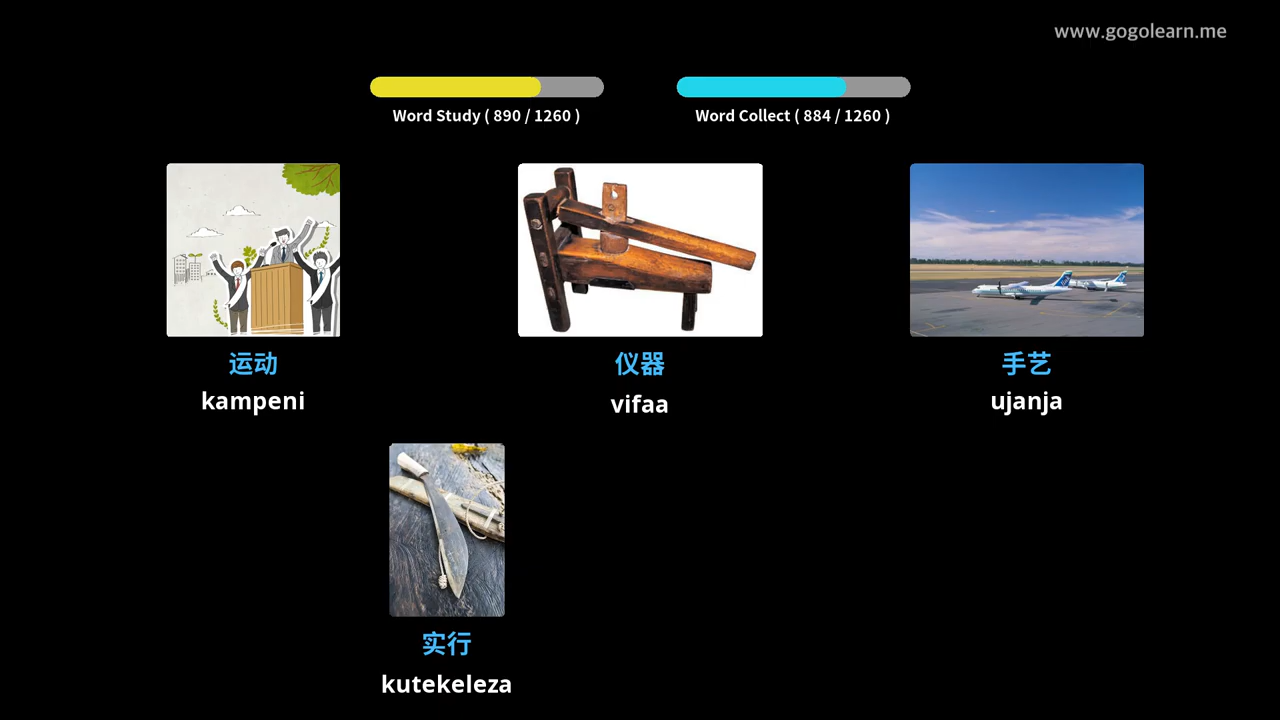 www.gogolearn.me
Word Study ( 890 / 1260 )
Word Collect ( 884 / 1260 )
运动
kampeni
仪器
vifaa
手艺
ujanja
实行
kutekeleza